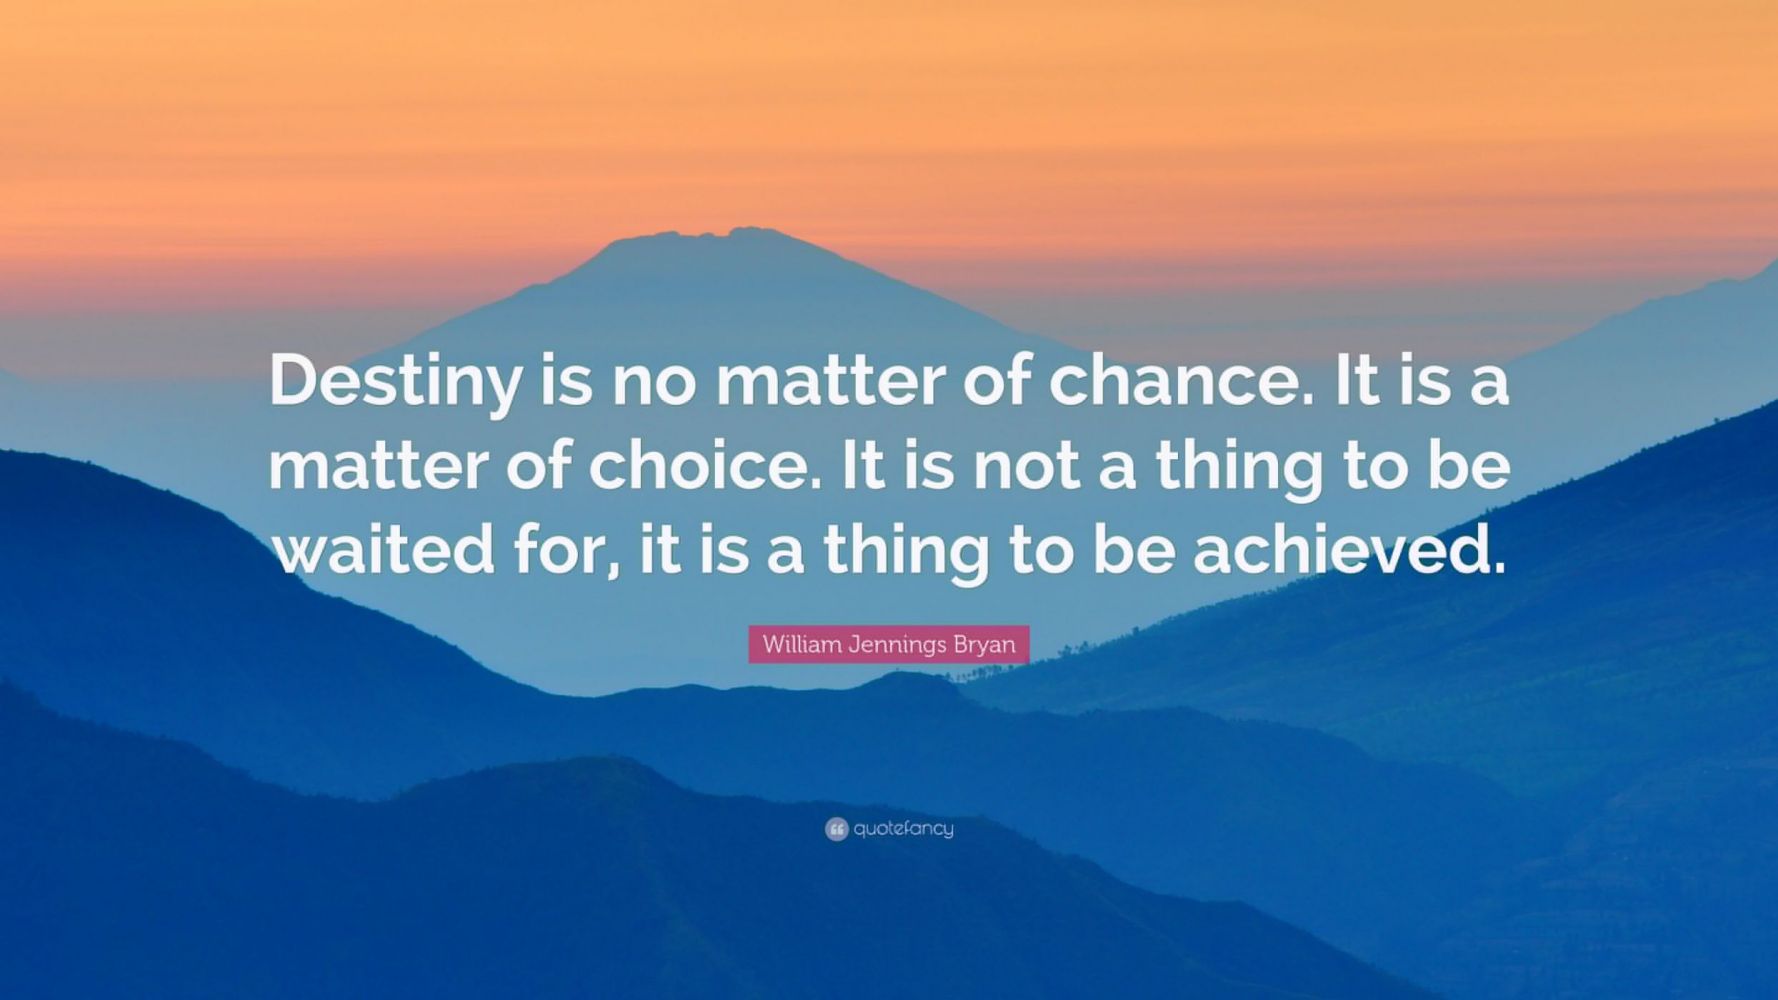 Destiny is no matter of chance. It is a
matter of choice. It is not a thing to be
waited for, it is a thing to be achieved.
William Jennings Bryan
quotefancy